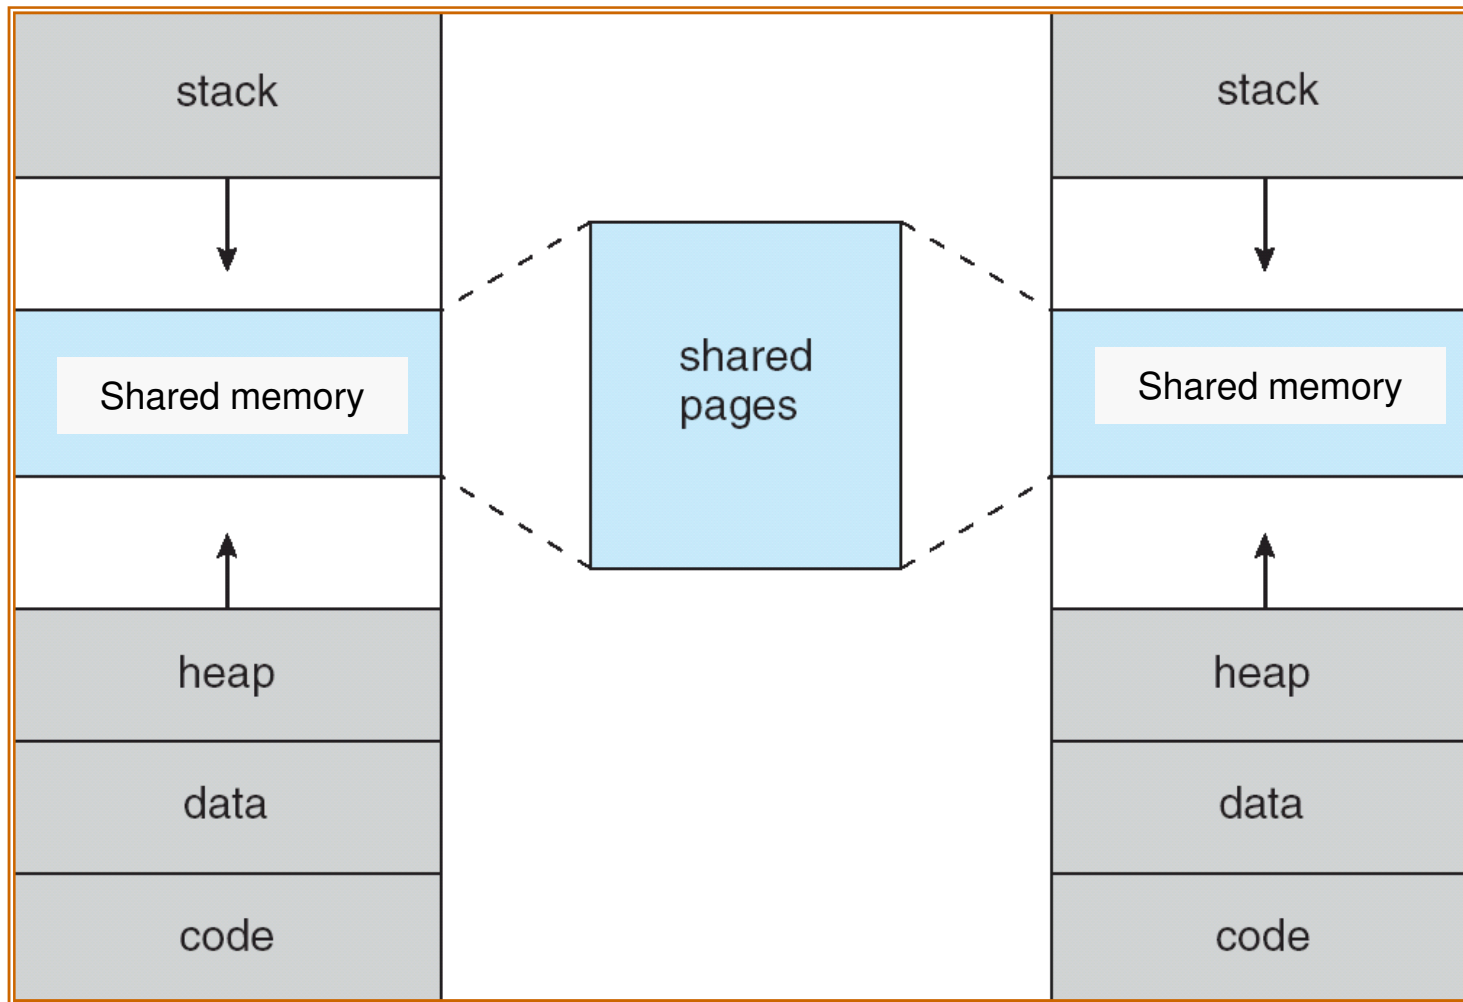 stack
Shared memory
heap
data
code
shared
pages
stack
Shared memory
heap
data
code